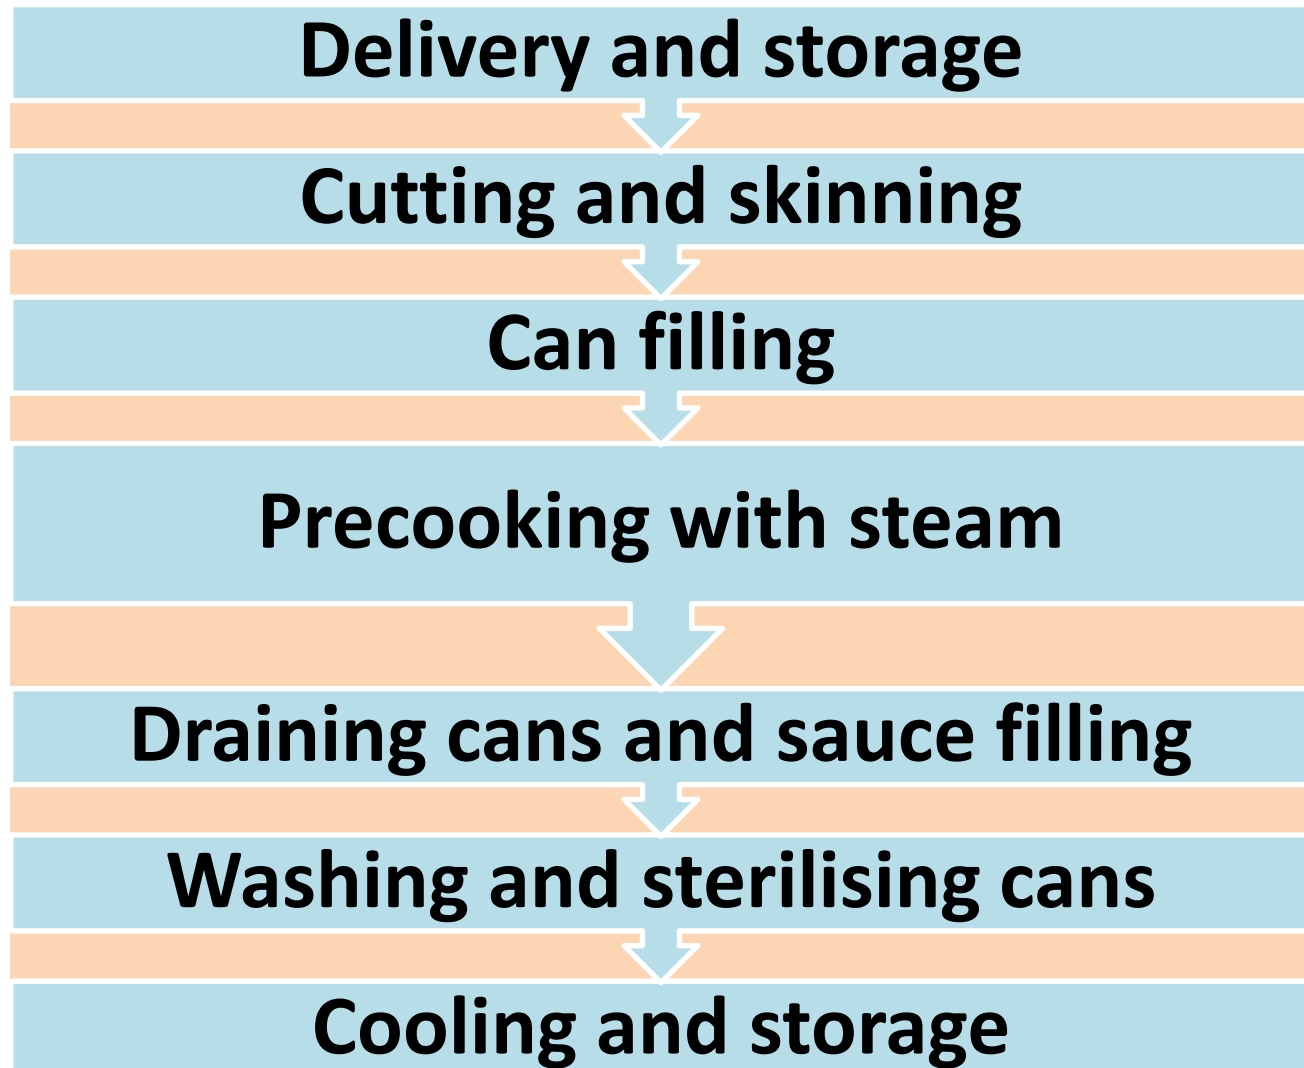 Delivery and storage
Cutting and skinning
Can filling
Precooking with steam
Draining cans and sauce filling
Washing and sterilising cans
Cooling and storage